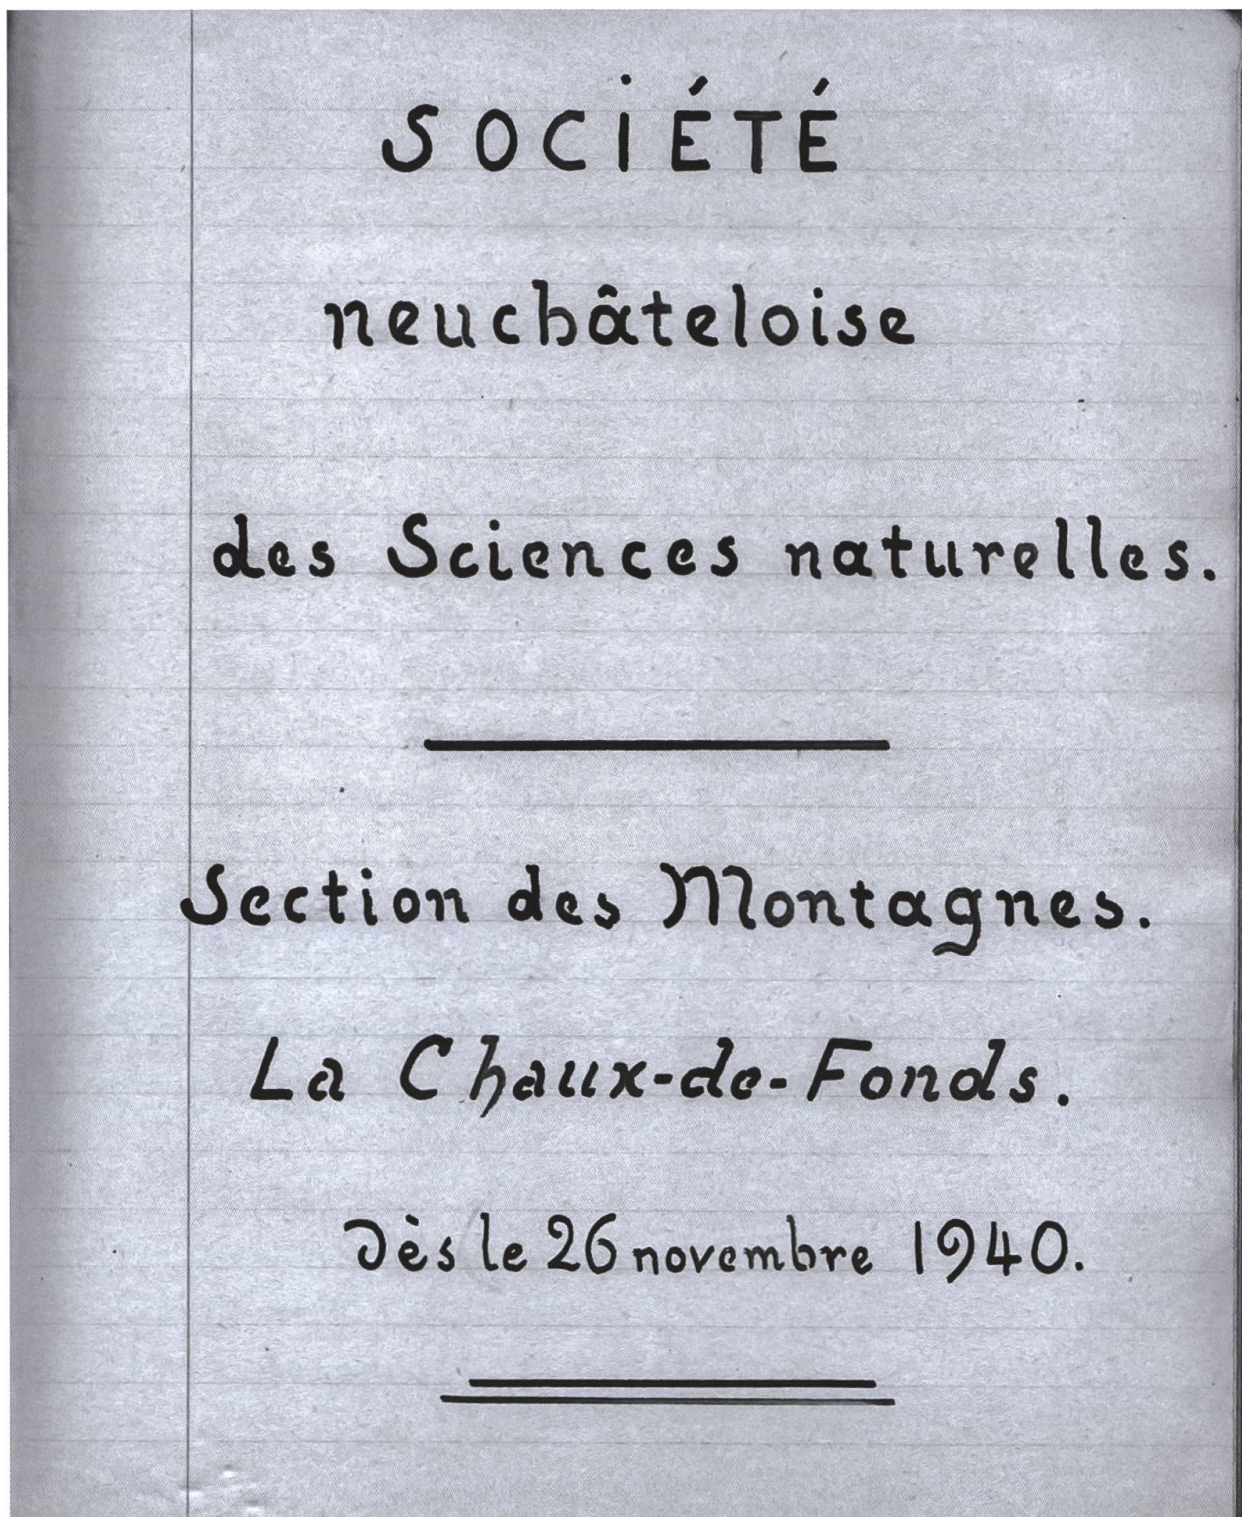 SOCIÉTÉ
neuchâteloise
des Sciences naturelles.
Section des Montagnes.
La Chaux-de-Fonds.
Dès le 26 novembre 1940.